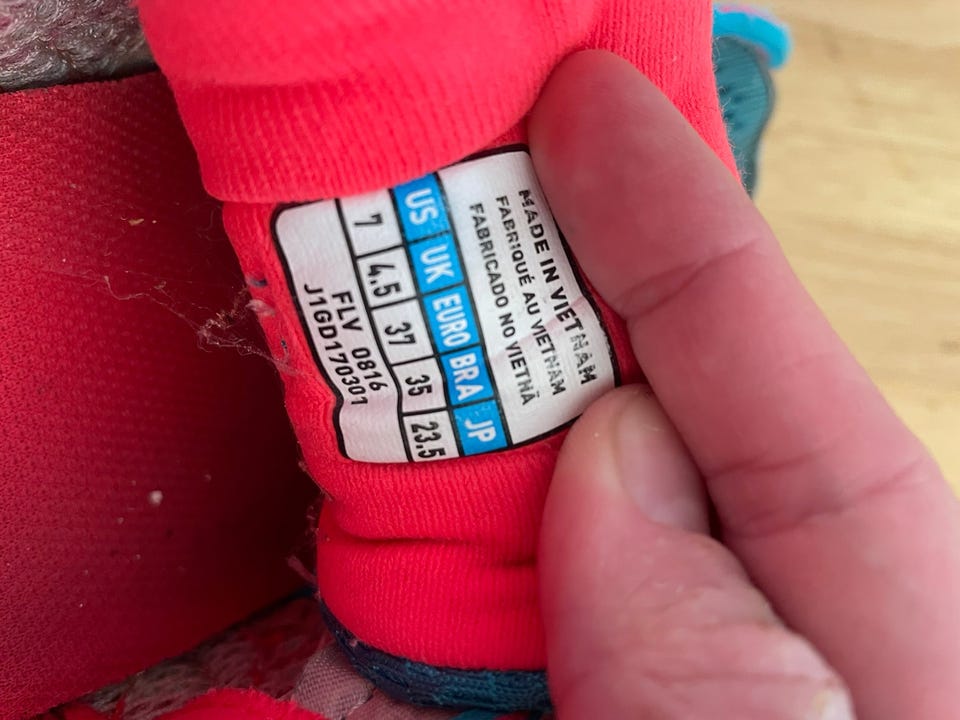 MADE IN VIETNAM
FABRIQUÉ AU VIETNAM
FABRICADO NO VIETNÃ
US UK EURO BRA JP
7 4.5 37 35 23.5
FLV 0816
J1GD170301